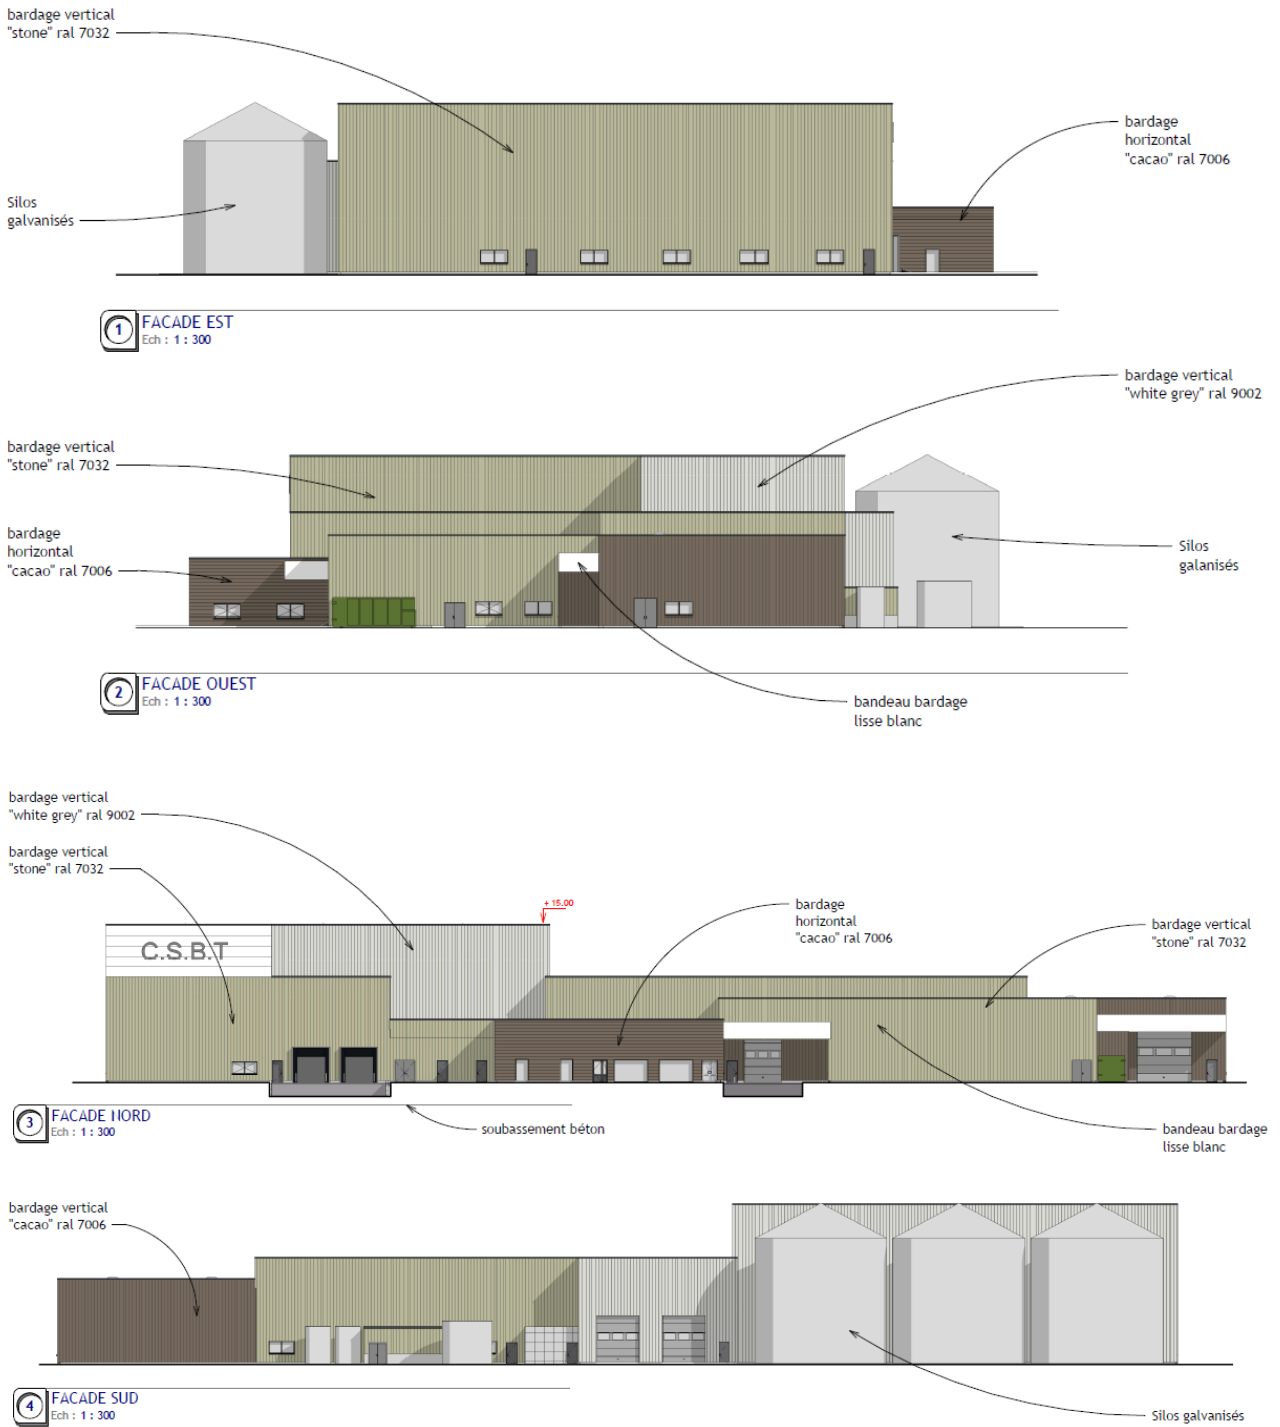 bardage vertical
"stone" ral 7032
bardage
horizontal
"cacao" ral 7006
Silos
galvanisés
1 FACADE EST
Ech : 1 : 300
bardage vertical
"white grey" ral 9002
bardage vertical
"stone" ral 7032
bardage
horizontal
"cacao" ral 7006
Silos
galanisés
2 FACADE OUEST
Ech : 1 : 300
bandeau bardage
lisse blanc
bardage vertical
"white grey" ral 9002
bardage vertical
"stone" ral 7032
+ 15.00
bardage
horizontal
"cacao" ral 7006
bardage vertical
"stone" ral 7032
C.S.B.T
3 FACADE NORD
Ech : 1 : 300
soubassement béton
bandeau bardage
lisse blanc
bardage vertical
"cacao" ral 7006
4 FACADE SUD
Ech : 1 : 300
Silos galvanisés